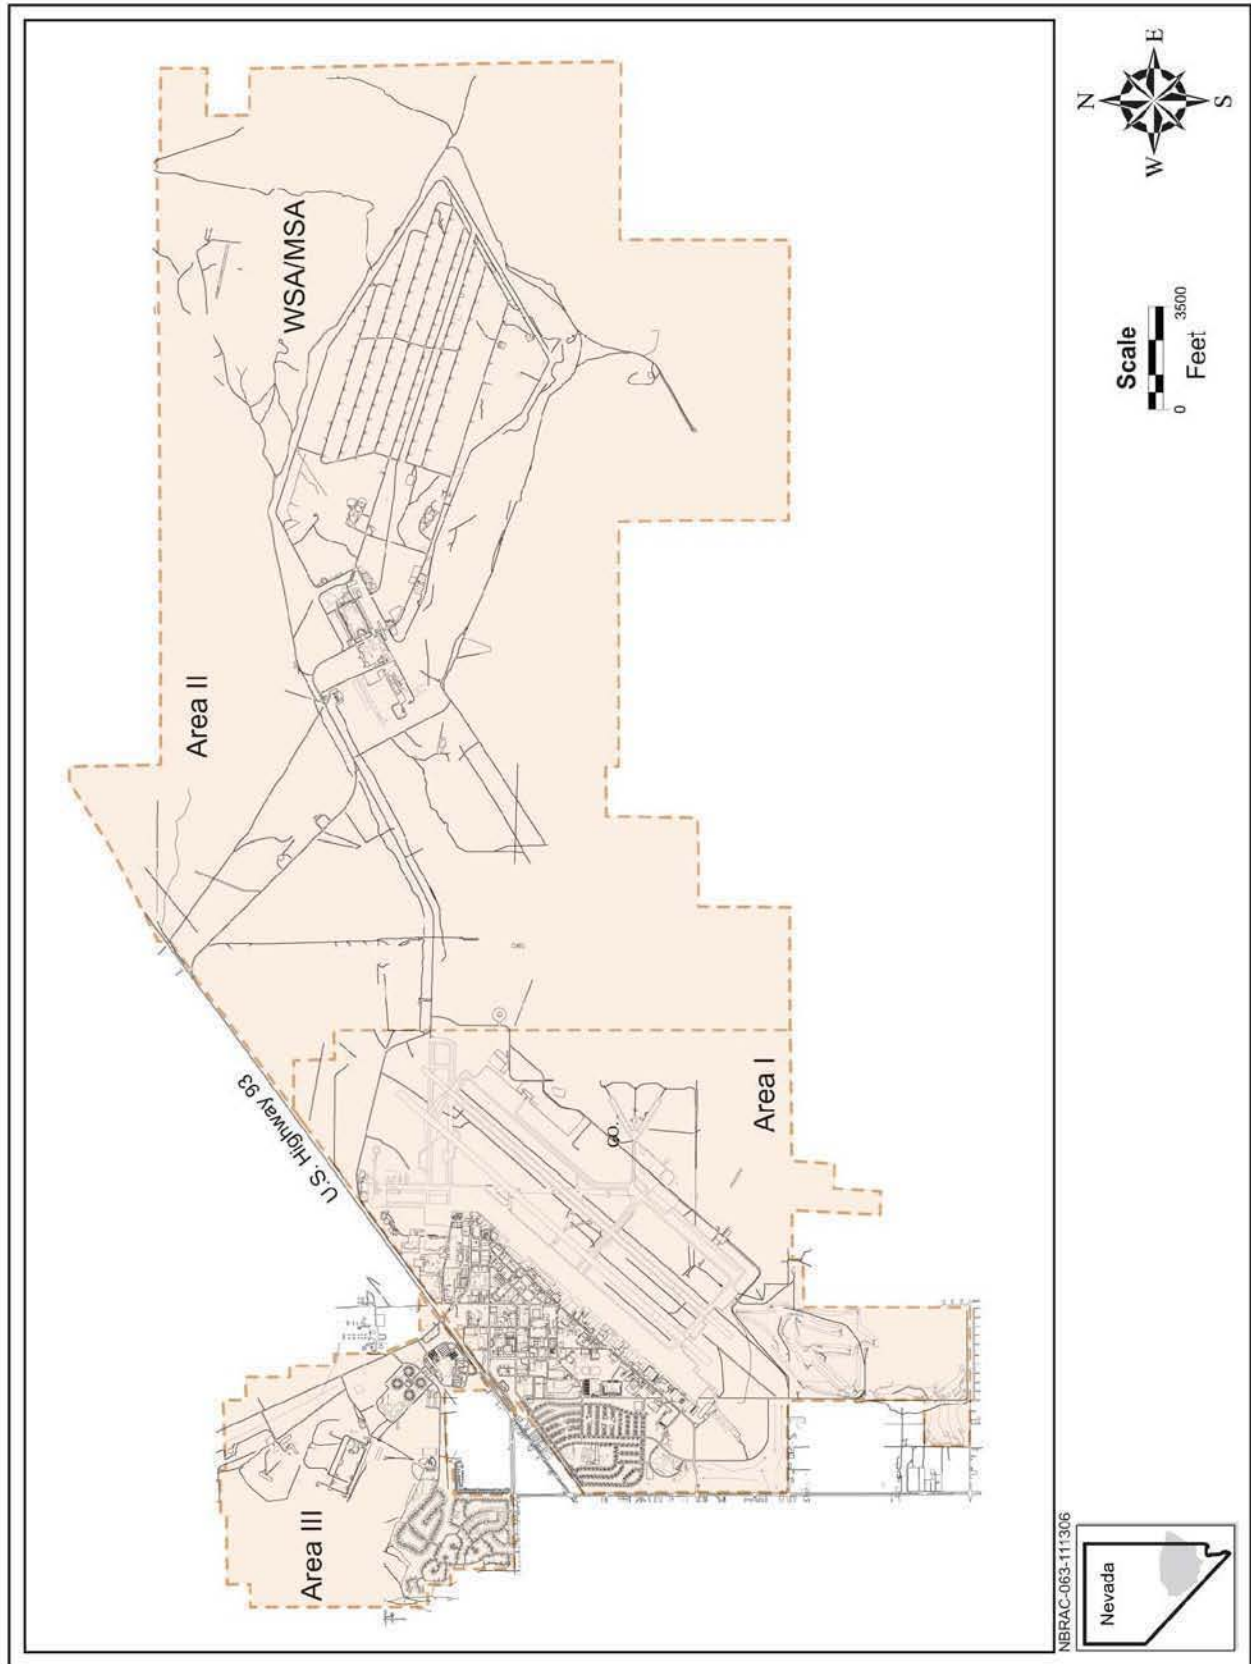 Area II
WSA/MSA
U.S. Highway 93
Area I
Area III
N
E
S
W
Scale
0 3500
Feet
NBRAC-063-111306
Nevada